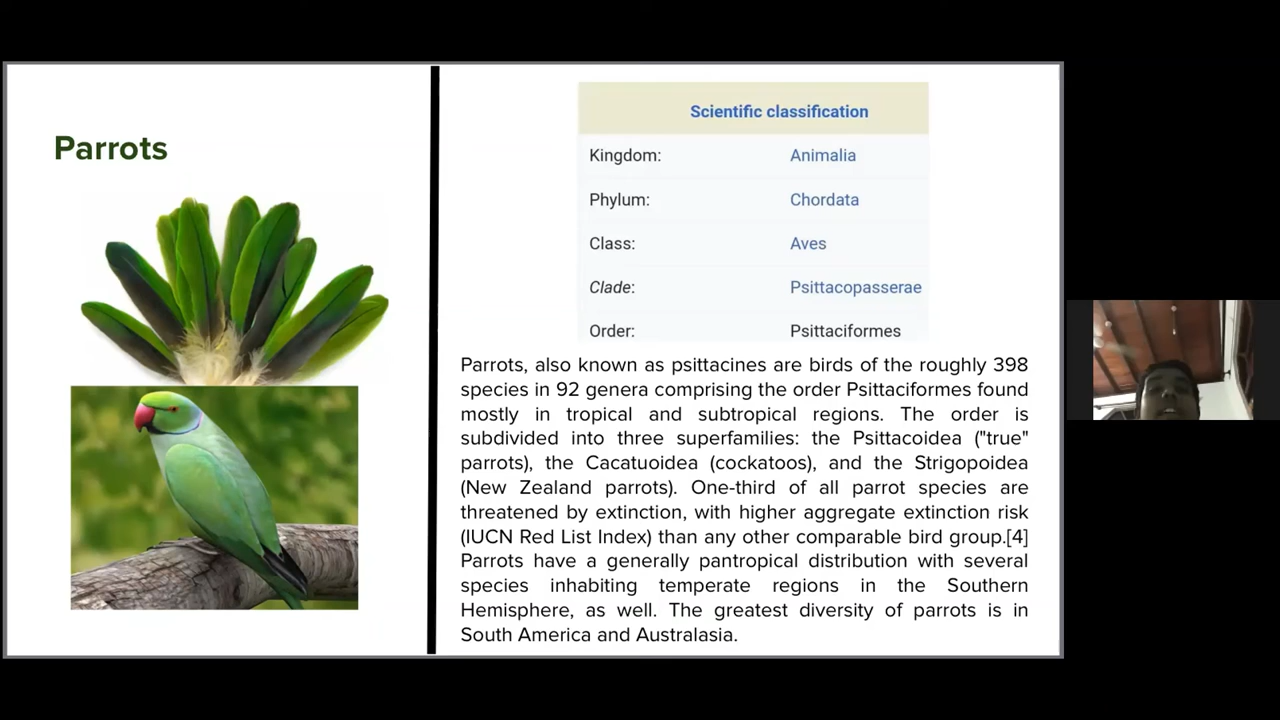 Parrots
Scientific classification
Kingdom: Animalia
Phylum: Chordata
Class: Aves
Clade: Psittacopasserae
Order: Psittaciformes
Parrots, also known as psittacines are birds of the roughly 398
species in 92 genera comprising the order Psittaciformes found
mostly in tropical and subtropical regions. The order is
subdivided into three superfamilies: the Psittacoidea ("true"
parrots), the Cacatuoidea (cockatoos), and the Strigopoidea
(New Zealand parrots). One-third of all parrot species are
threatened by extinction, with higher aggregate extinction risk
(IUCN Red List Index) than any other comparable bird group.[4]
Parrots have a generally pantropical distribution with several
species inhabiting temperate regions in the Southern
Hemisphere, as well. The greatest diversity of parrots is in
South America and Australasia.